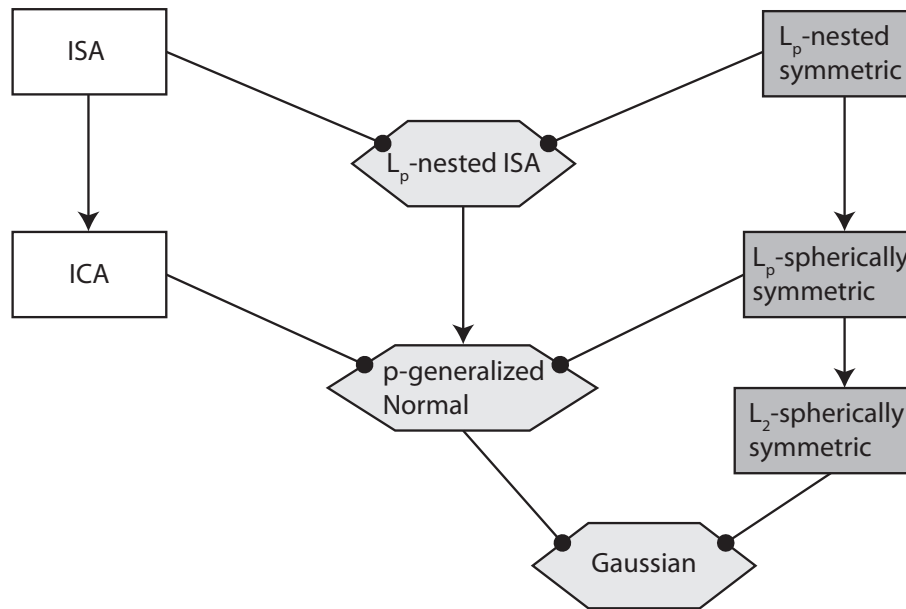 ISA
Lp-nested
symmetric
Lp-nested ISA
ICA
Lp-spherically
symmetric
p-generalized
Normal
L2-spherically
symmetric
Gaussian